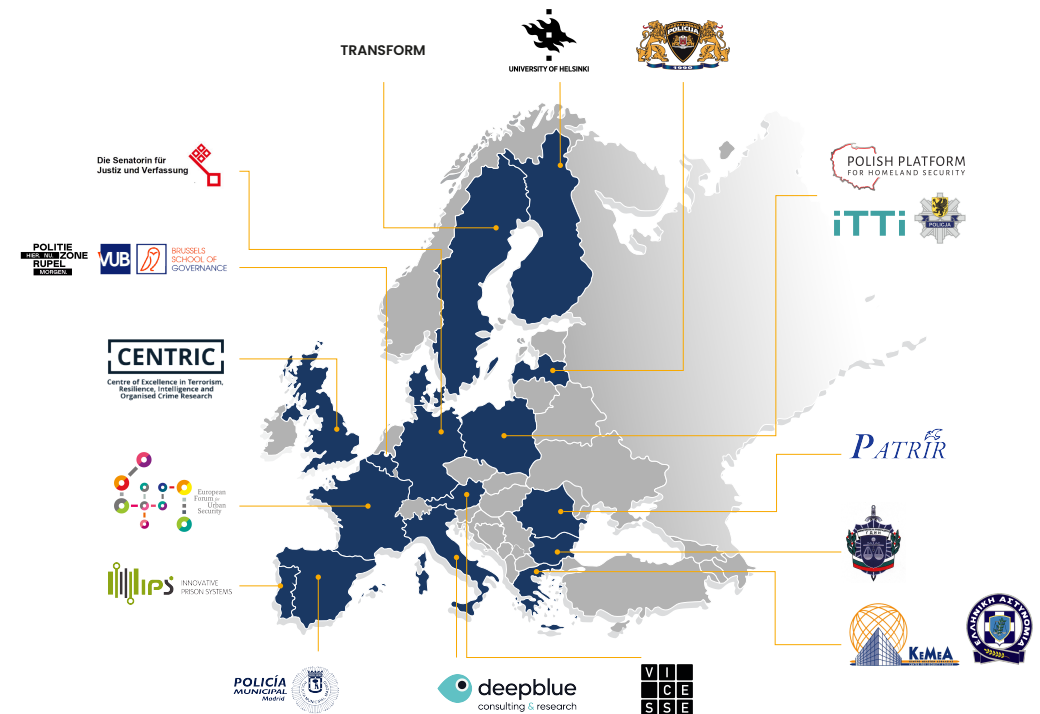 TRANSFORM
UNIVERSITY OF HELSINKI
POLICIJA
1990
Die Senatorin für
Justiz und Verfassung
POLISH PLATFORM
FOR HOMELAND SECURITY
iTTi
POLICJA
POLITIE
HIER. NU. ZONE
RUPEL
MORGEN.
VUB
BRUSSELS
SCHOOL OF
GOVERNANCE
CENTRIC
Centre of Excellence in Terrorism,
Resilience, Intelligence and
Organised Crime Research
PATRIR
European
Forum for
Urban
Security
IPS
INNOVATIVE
PRISON SYSTEMS
KEMEA
ΕΛΛΗΝΙΚΗ ΑΣΤΥΝΟΜΙΑ
POLICÍA
MUNICIPAL
Madrid
deepblue
consulting & research
VI
CE
SSE